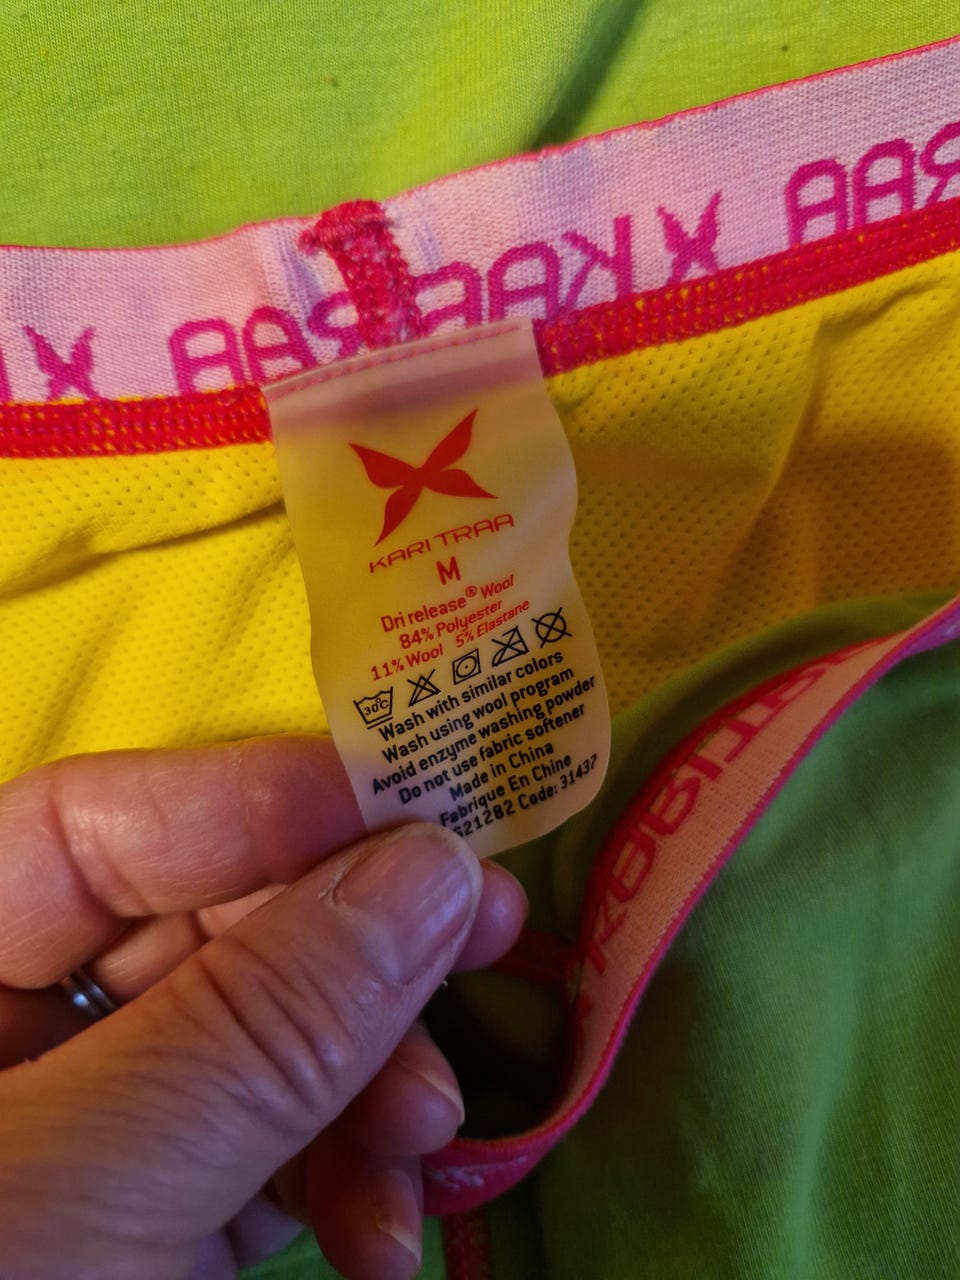 KARI TRAA
M
Dri release® Wool
84% Polyester
11% Wool 5% Elastane
30°C
Wash with similar colors
Wash using wool program
Avoid enzyme washing powder
Do not use fabric softener
Made in China
Fabrique En Chine
621282 Code: 31437
KARI TRAA